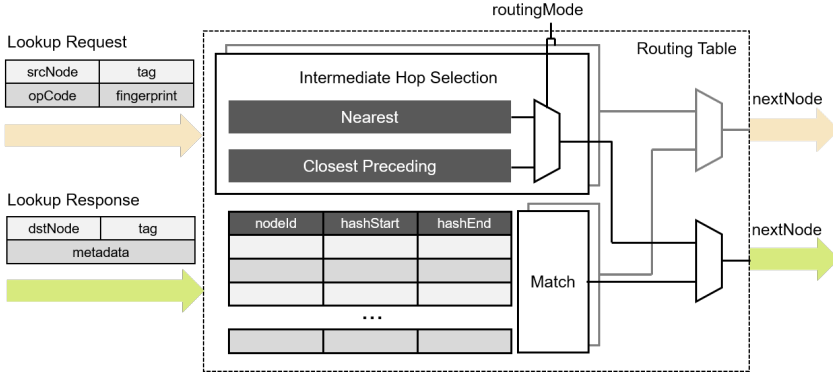 routingMode
Lookup Request
srcNode tag
opCode fingerprint
Routing Table
Intermediate Hop Selection
Nearest
Closest Preceding
nextNode
Lookup Response
dstNode tag
metadata
nodeId hashStart hashEnd
...
Match
nextNode